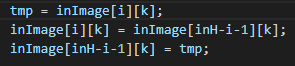 tmp = inImage[i][k];
inImage[i][k] = inImage[inH-i-1][k];
inImage[inH-i-1][k] = tmp;